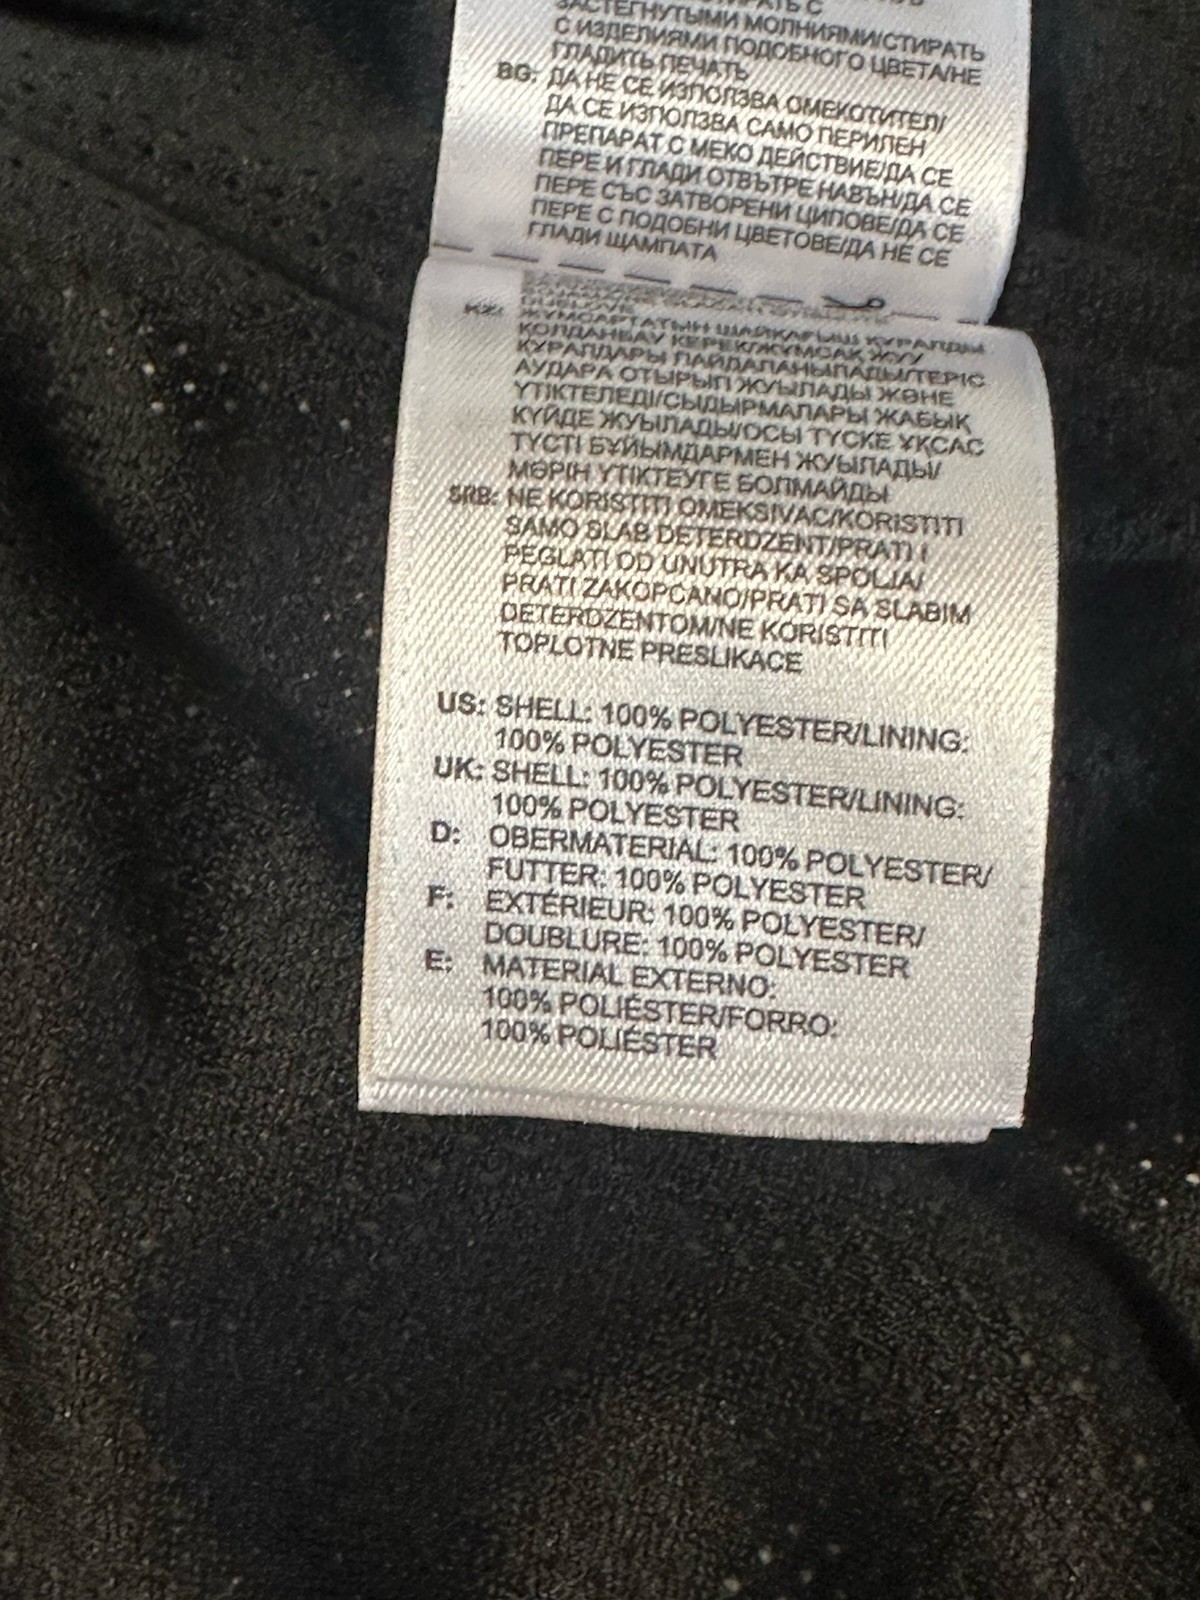 ЗАСТЕГНУТЫМИ МОЛНИЯМИ/СТИРАТЬ
С ИЗДЕЛИЯМИ ПОДОБНОГО ЦВЕТА/НЕ
ГЛАДИТЬ ПЕЧАТЬ
BG: ДА НЕ СЕ ИЗПОЛЗВА ОМЕКОТИТЕЛ/
ДА СЕ ИЗПОЛЗВА САМО ПЕРИЛЕН
ПРЕПАРАТ С МЕКО ДЕЙСТВИЕ/ДА СЕ
ПЕРЕ И ГЛАДИ ОТВЪТРЕ НАВЪН/ДА СЕ
ПЕРЕ СЪС ЗАТВОРЕНИ ЦИПОВЕ/ДА СЕ
ПЕРЕ С ПОДОБНИ ЦВЕТОВЕ/ДА НЕ СЕ
ГЛАДИ ЩАМПАТА
KZ: ЖҰМСАРТАТЫН ШАЙҚАҒЫШ ҚҰРАЛДЫ
ҚОЛДАНБАУ КЕРЕК/ЖҰМСАҚ ЖУУ
ҚҰРАЛДАРЫ ПАЙДАЛАНЫЛАДЫ/ТЕРІС
АУДАРА ОТЫРЫП ЖУЫЛАДЫ ЖӘНЕ
ҮТІКТЕЛЕДІ/СЫДЫРМАЛАРЫ ЖАБЫҚ
КҮЙДЕ ЖУЫЛАДЫ/ОСЫ ТҮСКЕ ҰҚСАС
ТҮСТІ БҰЙЫМДАРМЕН ЖУЫЛАДЫ/
МӨРІН ҮТІКТЕУГЕ БОЛМАЙДЫ
SRB: NE KORISTITI OMEKSIVAC/KORISTITI
SAMO SLAB DETERDZENT/PRATI I
PEGLATI OD UNUTRA KA SPOLJA/
PRATI ZAKOPCANO/PRATI SA SLABIM
DETERDZENTOM/NE KORISTITI
TOPLOTNE PRESLIKACE
US: SHELL: 100% POLYESTER/LINING:
100% POLYESTER
UK: SHELL: 100% POLYESTER/LINING:
100% POLYESTER
D: OBERMATERIAL: 100% POLYESTER/
FUTTER: 100% POLYESTER
F: EXTÉRIEUR: 100% POLYESTER/
DOUBLURE: 100% POLYESTER
E: MATERIAL EXTERNO:
100% POLIÉSTER/FORRO:
100% POLIÉSTER